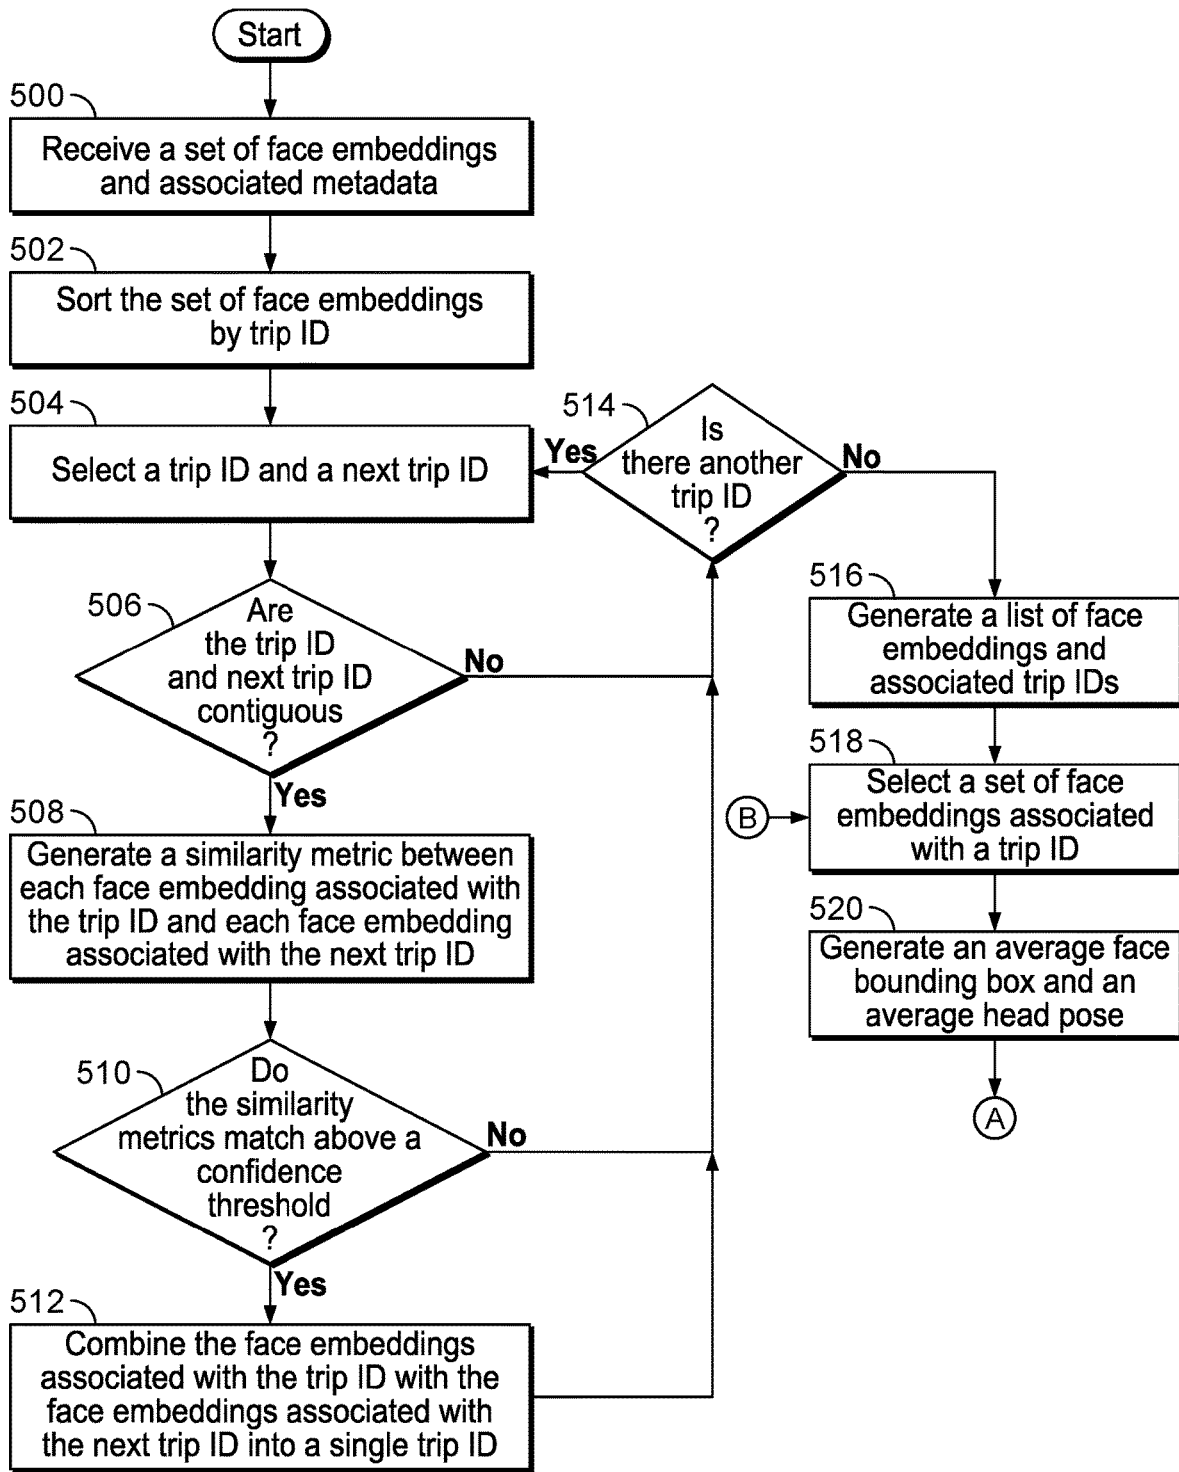 Start
500
Receive a set of face embeddings
and associated metadata
502
Sort the set of face embeddings
by trip ID
504
Select a trip ID and a next trip ID
506
Are
the trip ID
and next trip ID
contiguous
?
No
Yes
508
Generate a similarity metric between
each face embedding associated with
the trip ID and each face embedding
associated with the next trip ID
510
Do
the similarity
metrics match above a
confidence
threshold
?
No
Yes
512
Combine the face embeddings
associated with the trip ID with the
face embeddings associated with
the next trip ID into a single trip ID
514
Is
there another
trip ID
?
Yes
No
516
Generate a list of face
embeddings and
associated trip IDs
518
B
Select a set of face
embeddings associated
with a trip ID
520
Generate an average face
bounding box and an
average head pose
A